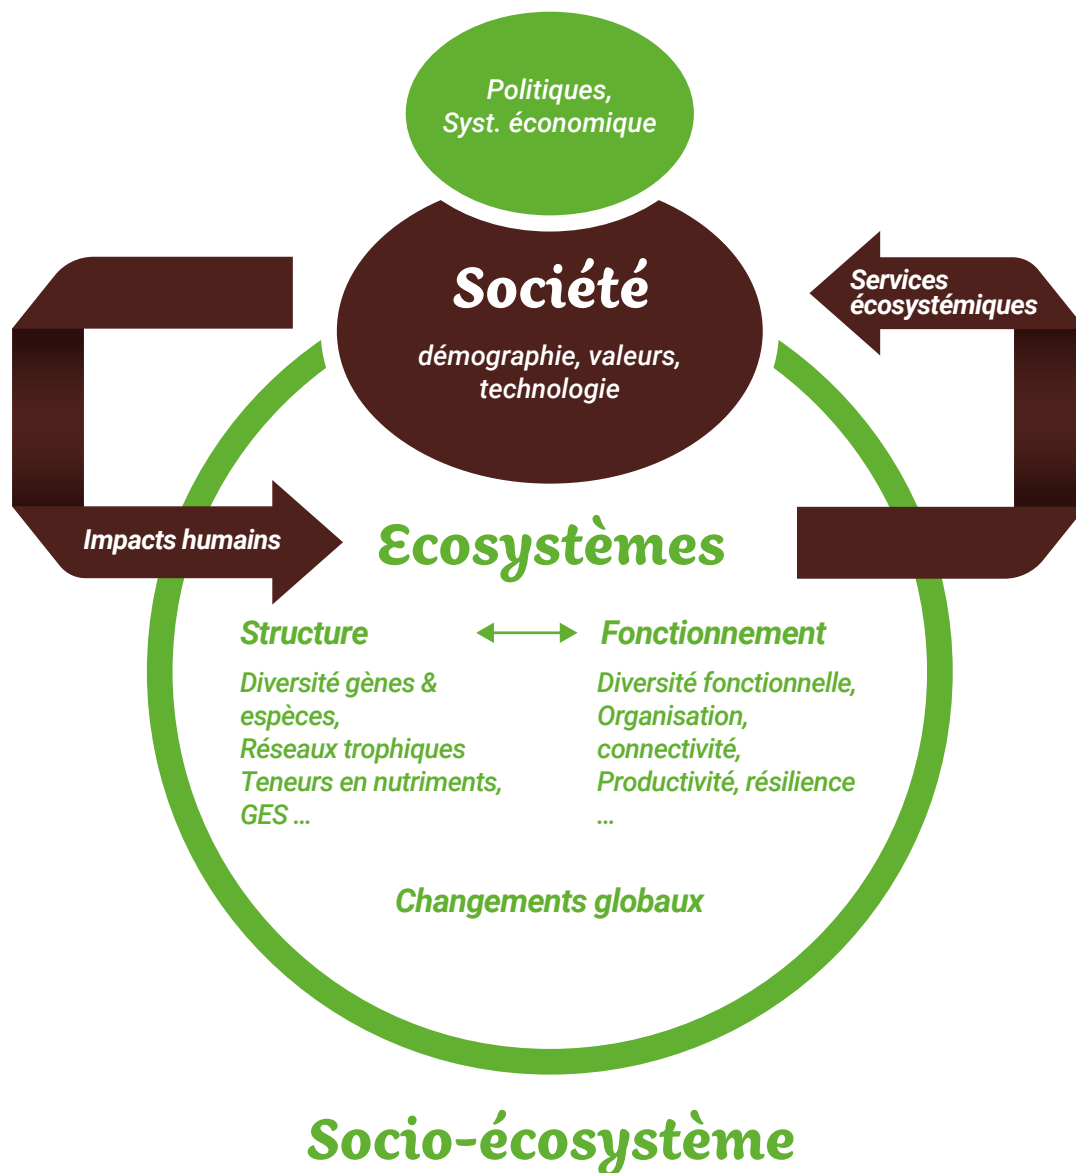 Politiques,
Syst. économique
Société
démographie, valeurs,
technologie
Services
écosystémiques
Impacts humains
Ecosystèmes
Structure
Fonctionnement
Diversité gènes &
espèces,
Réseaux trophiques
Teneurs en nutriments,
GES ...
Diversité fonctionnelle,
Organisation,
connectivité,
Productivité, résilience
...
Changements globaux
Socio-écosystème